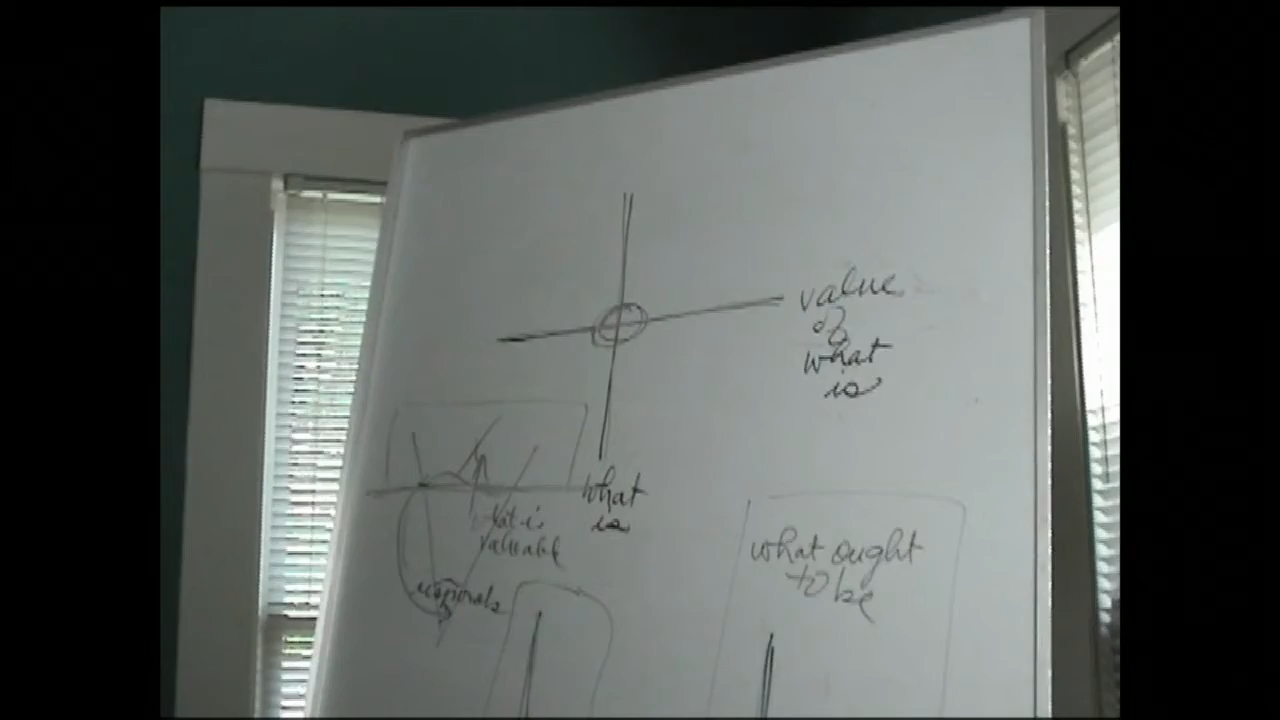 value
of
what
is
what
is
valuable
what ought
to be